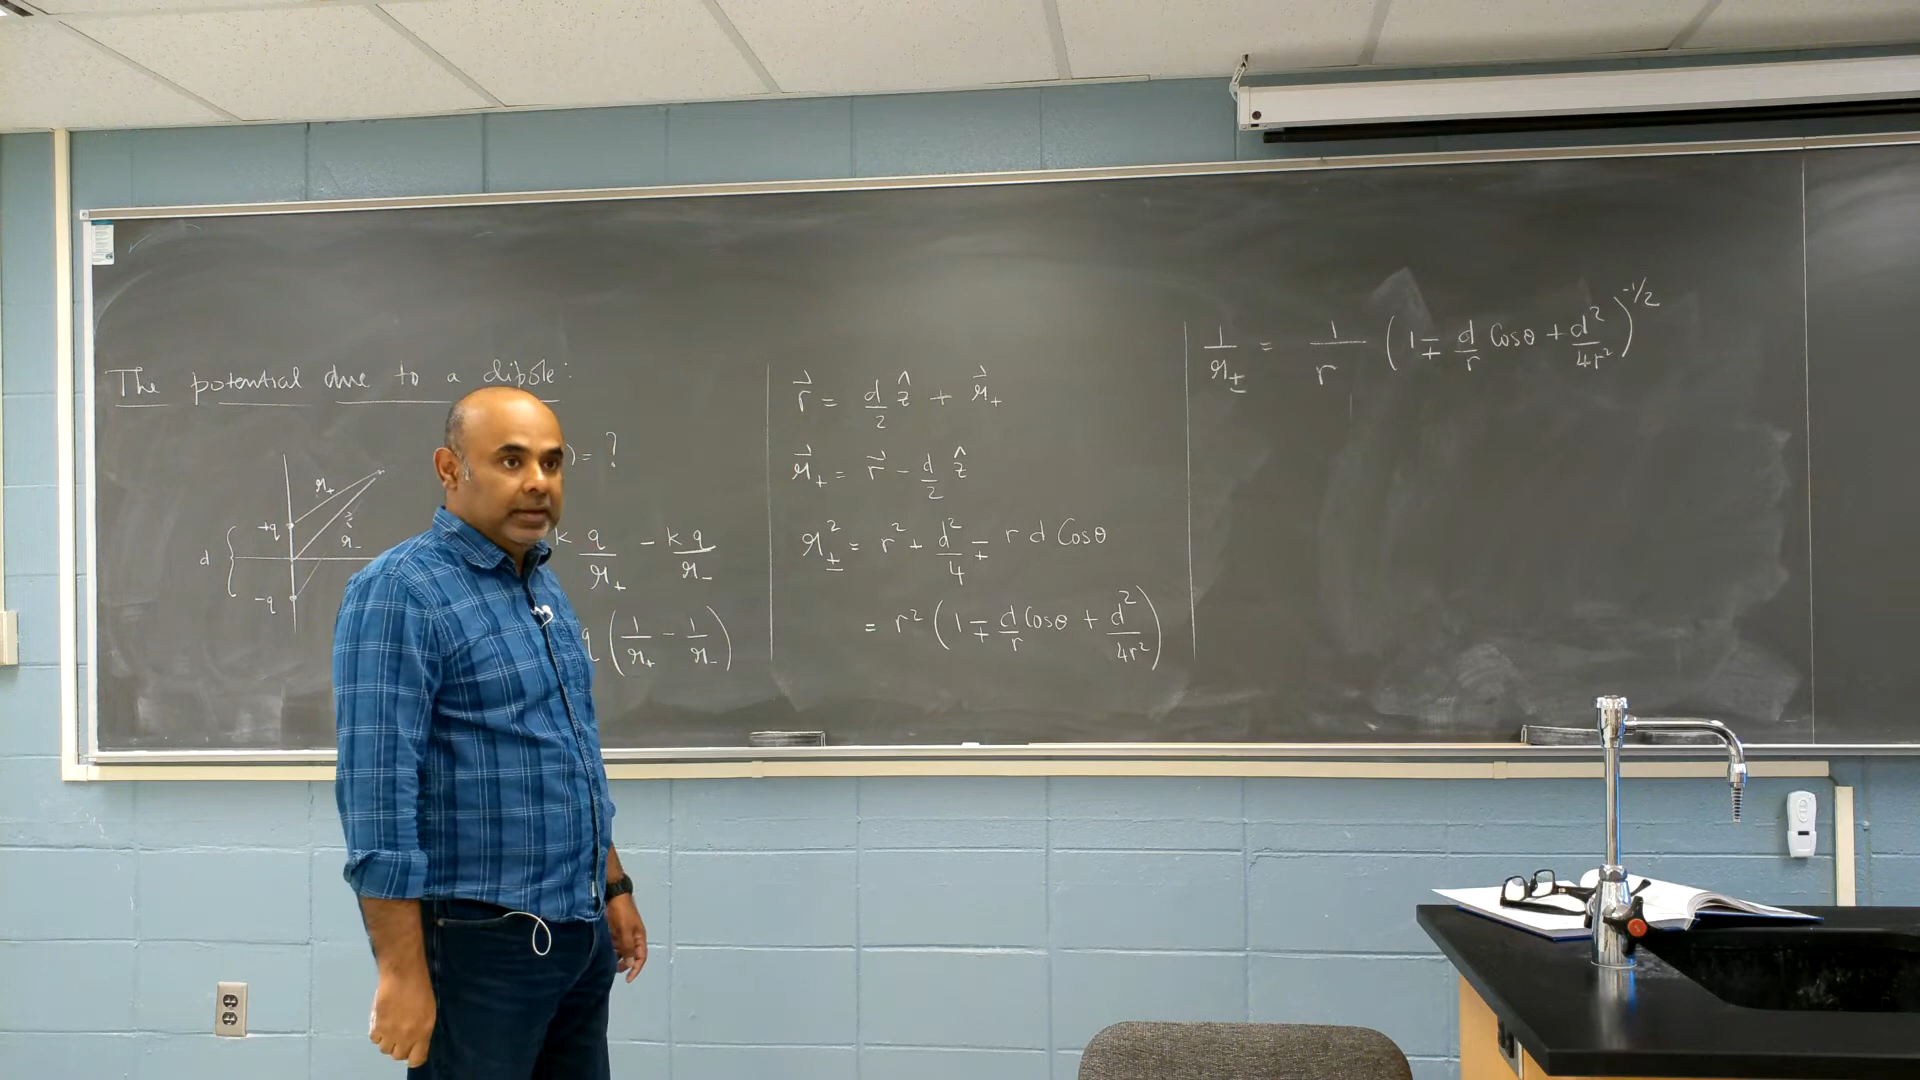 The potential due to a dipole:
) = ?
𝓇₊
+q
r⃗
𝓇₋
d
-q
k q/𝓇₊ - k q/𝓇₋
q (1/𝓇₊ - 1/𝓇₋)
r⃗ = d/2 ẑ + 𝓇⃗₊
𝓇⃗₊ = r⃗ - d/2 ẑ
𝓇±² = r² + d²/4 ∓ r d Cosθ
= r² (1 ∓ d/r Cosθ + d²/4r²)
1/𝓇± = 1/r (1 ∓ d/r Cosθ + d²/4r²)^(-1/2)